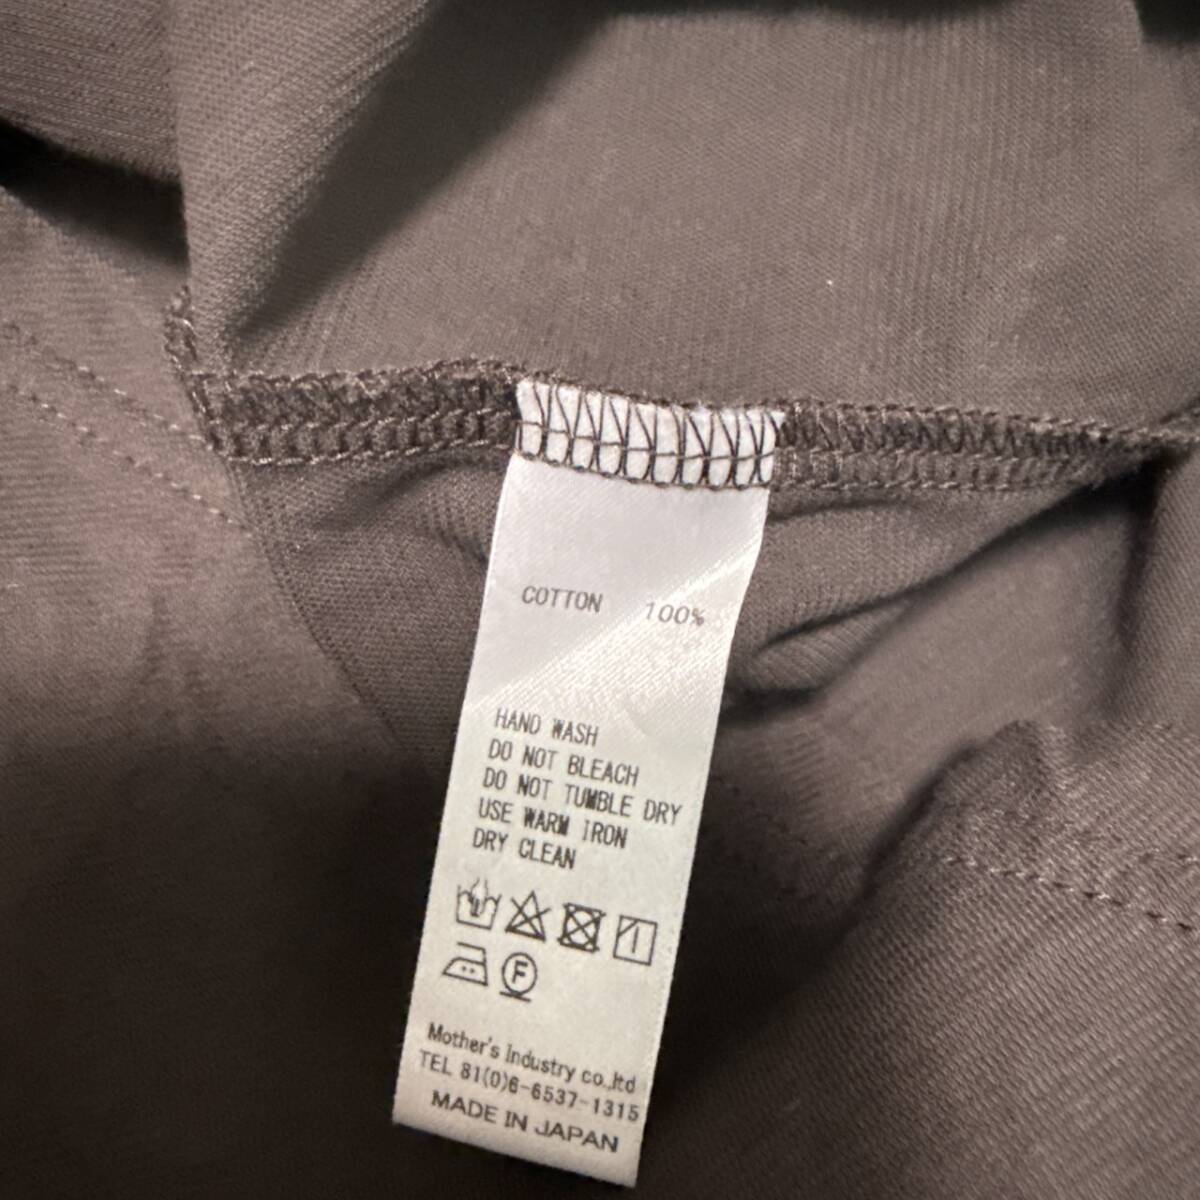 COTTON 100%
HAND WASH
DO NOT BLEACH
DO NOT TUMBLE DRY
USE WARM IRON
DRY CLEAN
F
Mother's Industry co.,ltd
TEL 81(0)6-6537-1315
MADE IN JAPAN